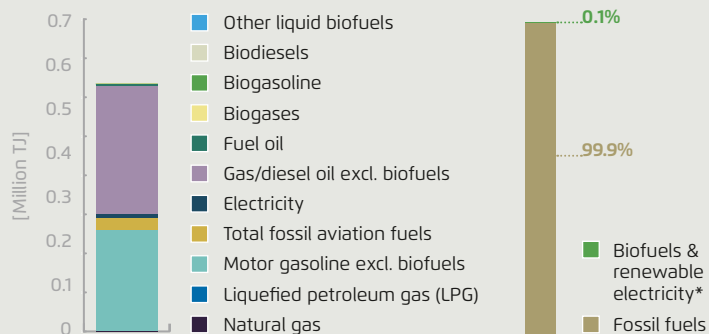 [Million TJ]
0.7
0.6
0.5
0.4
0.3
0.2
0.1
0
Other liquid biofuels
Biodiesels
Biogasoline
Biogases
Fuel oil
Gas/diesel oil excl. biofuels
Electricity
Total fossil aviation fuels
Motor gasoline excl. biofuels
Liquefied petroleum gas (LPG)
Natural gas
0.1%
99.9%
Biofuels &
renewable
electricity*
Fossil fuels